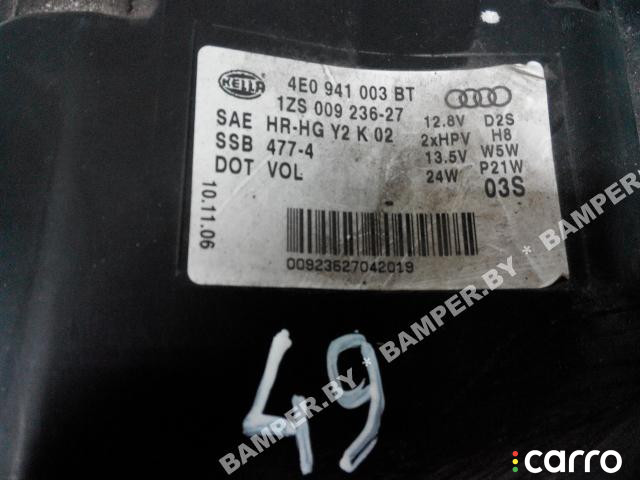 HELLA
4E0 941 003 BT
1ZS 009 236-27
SAE HR-HG Y2 K 02
SSB 477-4
DOT VOL
12.8V D2S
2xHPV H8
13.5V W5W
24W P21W
03S
10.11.06
00923627042019
49
BAMPER.BY * BAMPER.BY * BAMPER.BY *
carro